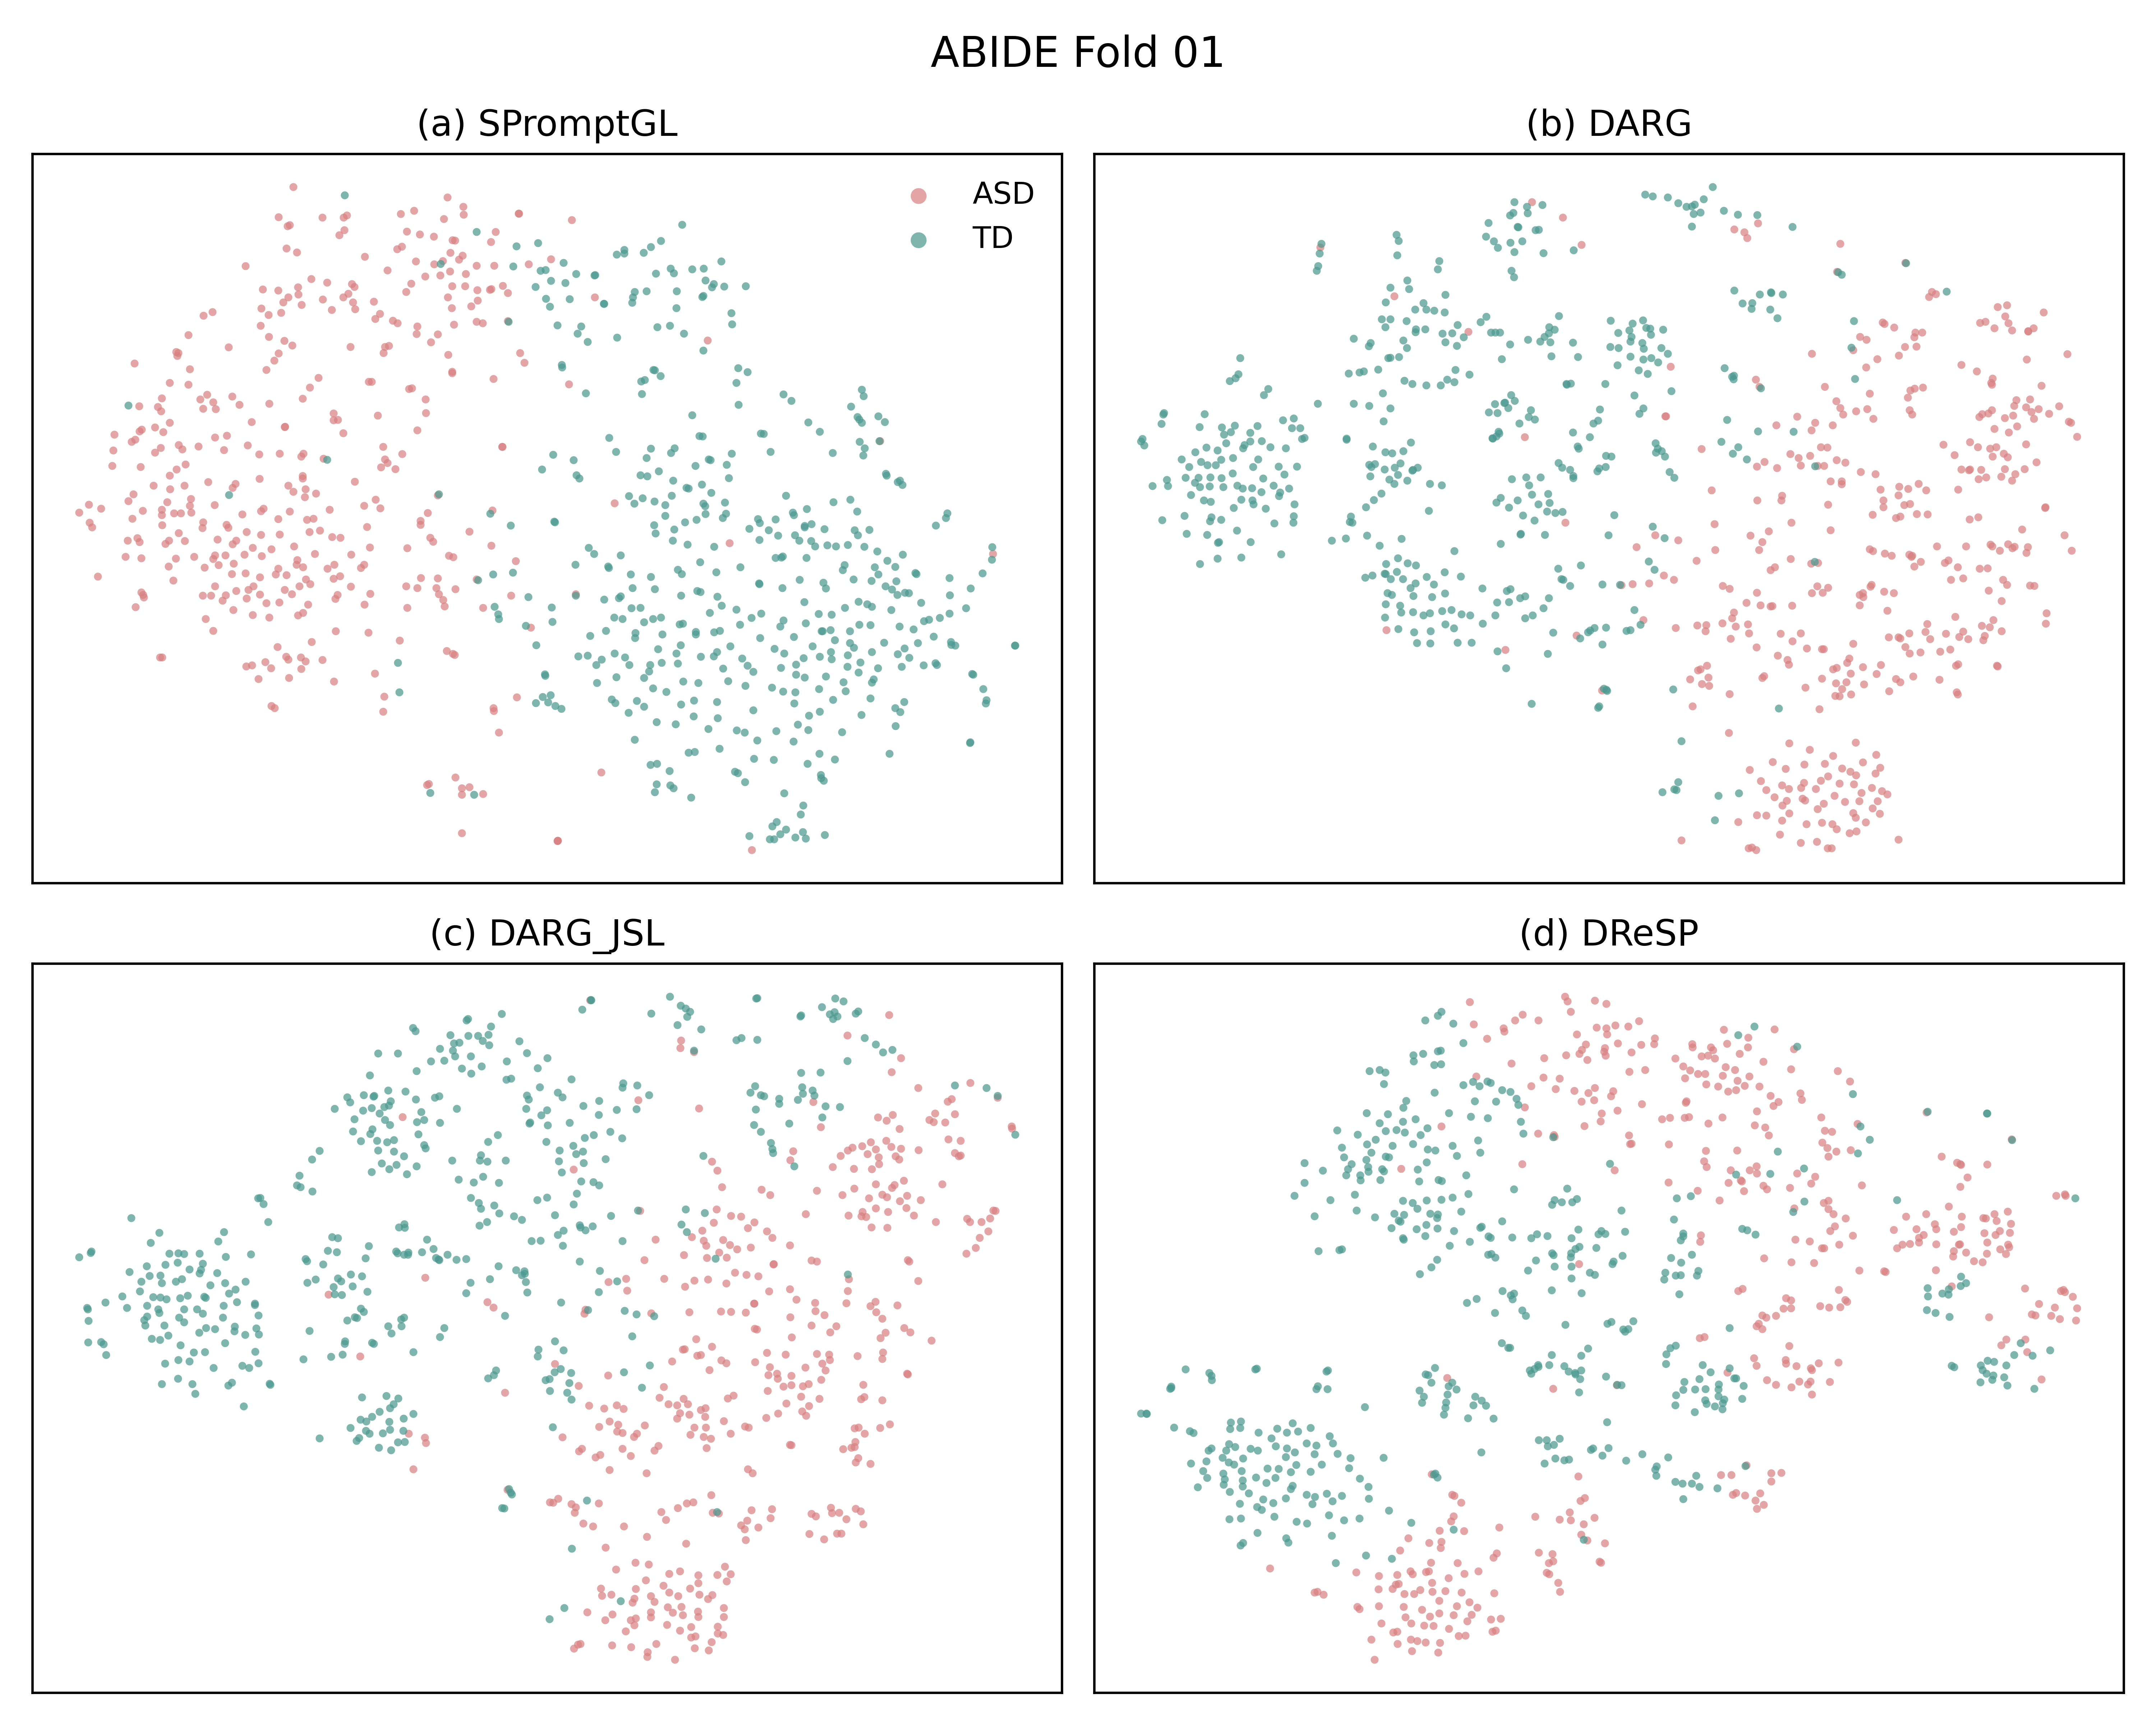 ABIDE Fold 01
(a) SPromptGL
(b) DARG
ASD
TD
(c) DARG_JSL
(d) DReSP